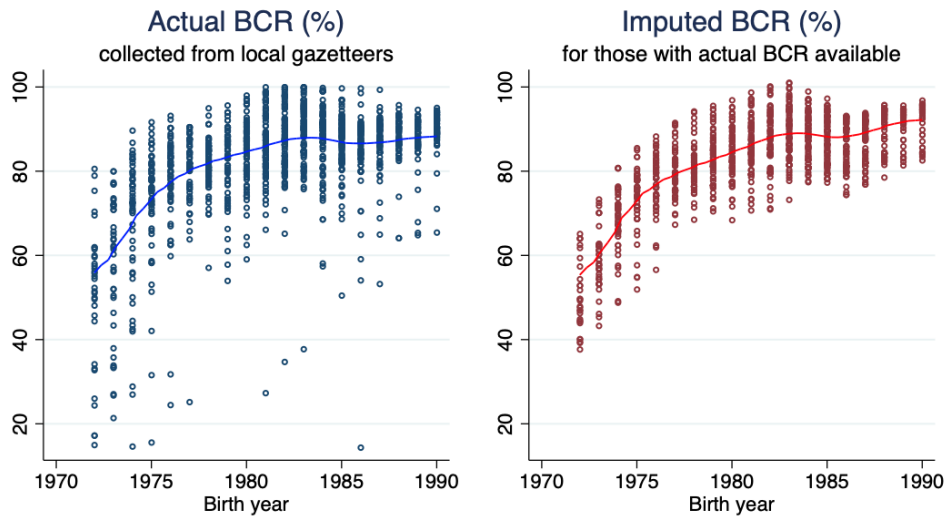 Actual BCR (%)
collected from local gazetteers
100
80
60
40
20
1970 1975 1980 1985 1990
Birth year
Imputed BCR (%)
for those with actual BCR available
100
80
60
40
20
1970 1975 1980 1985 1990
Birth year